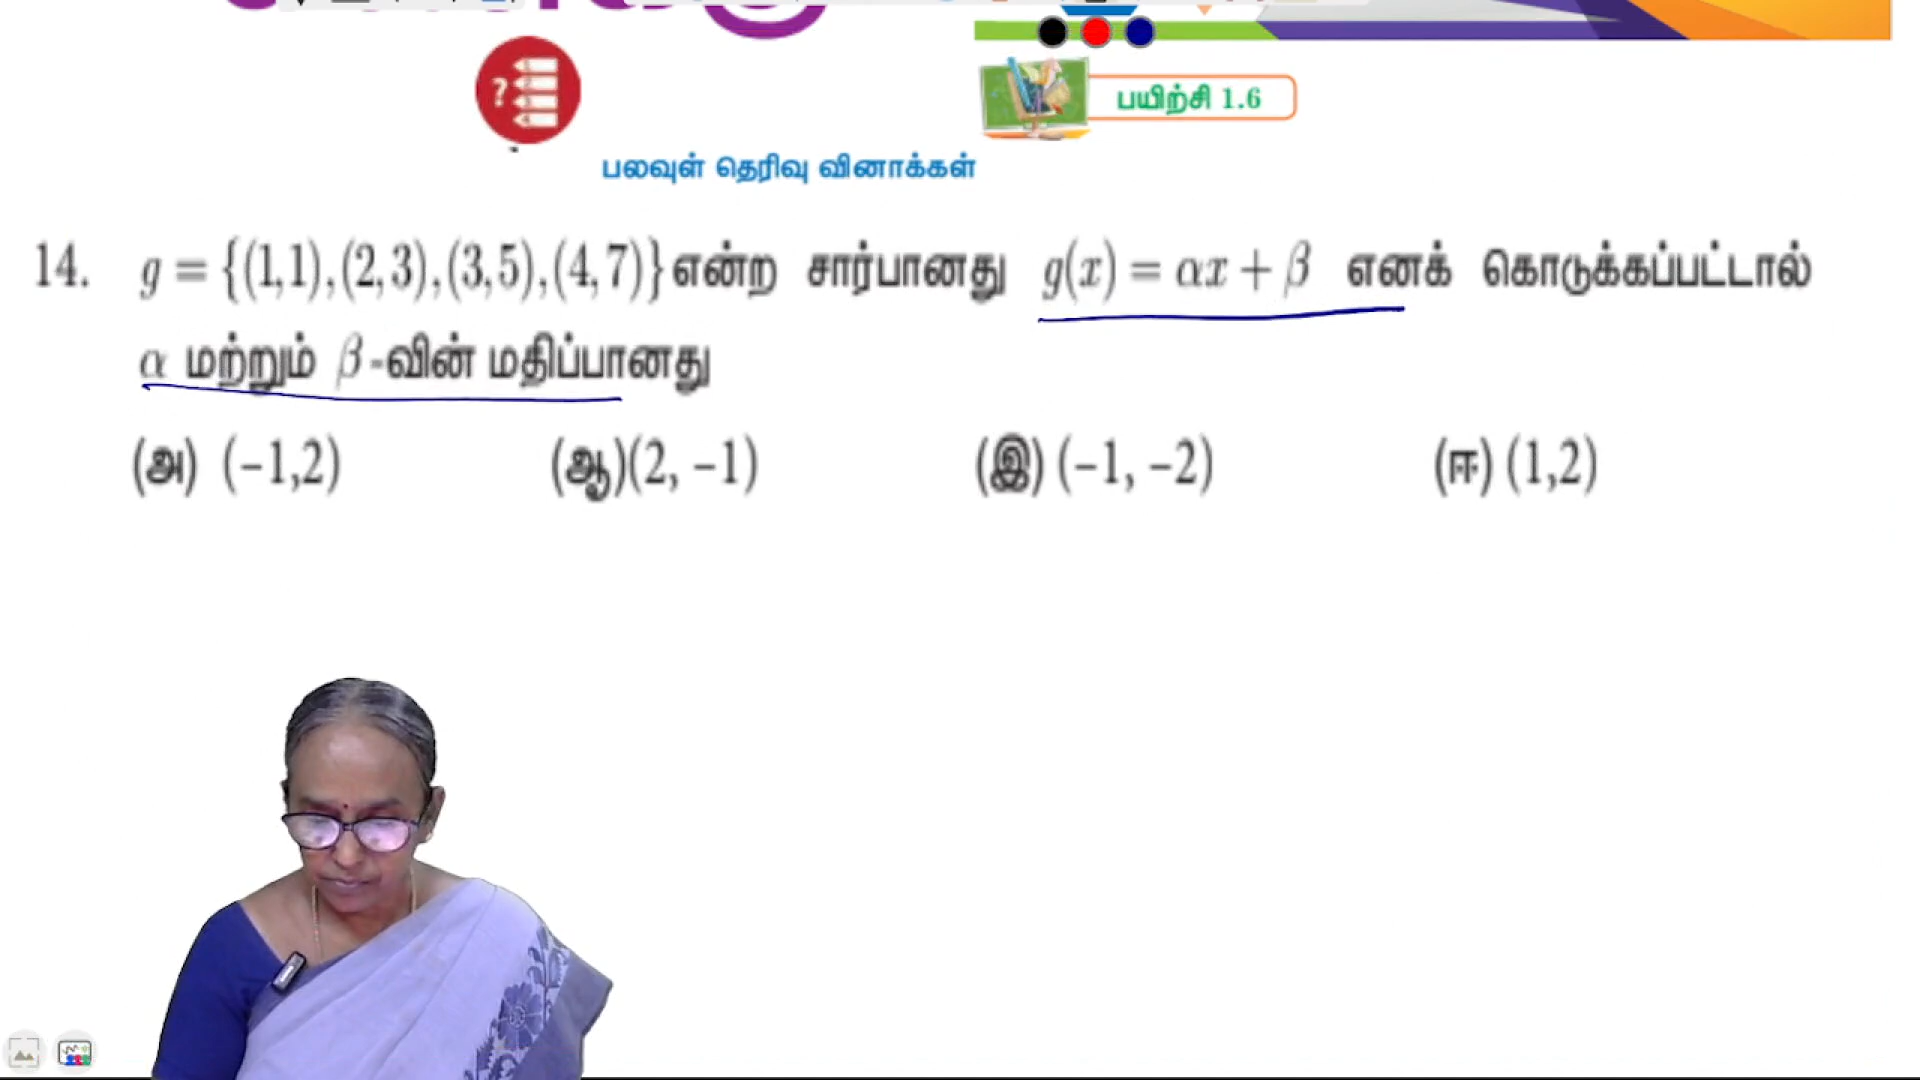 பயிற்சி 1.6
பலவுள் தெரிவு வினாக்கள்
14. g = {(1,1),(2,3),(3,5),(4,7)} என்ற சார்பானது g(x) = αx + β எனக் கொடுக்கப்பட்டால்
α மற்றும் β-வின் மதிப்பானது
(அ) (–1,2) (ஆ)(2, –1) (இ) (–1, –2) (ஈ) (1,2)